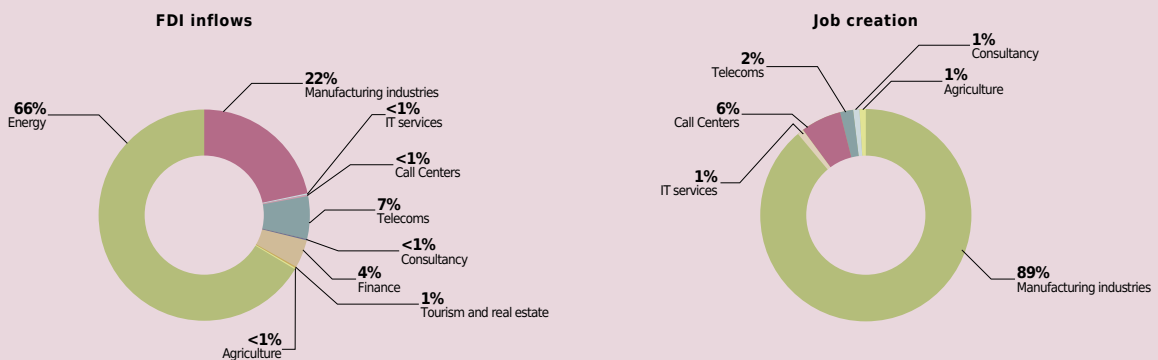 FDI inflows
22%
Manufacturing industries
<1%
IT services
<1%
Call Centers
7%
Telecoms
<1%
Consultancy
4%
Finance
1%
Tourism and real estate
<1%
Agriculture
66%
Energy
Job creation
1%
Consultancy
1%
Agriculture
2%
Telecoms
6%
Call Centers
1%
IT services
89%
Manufacturing industries